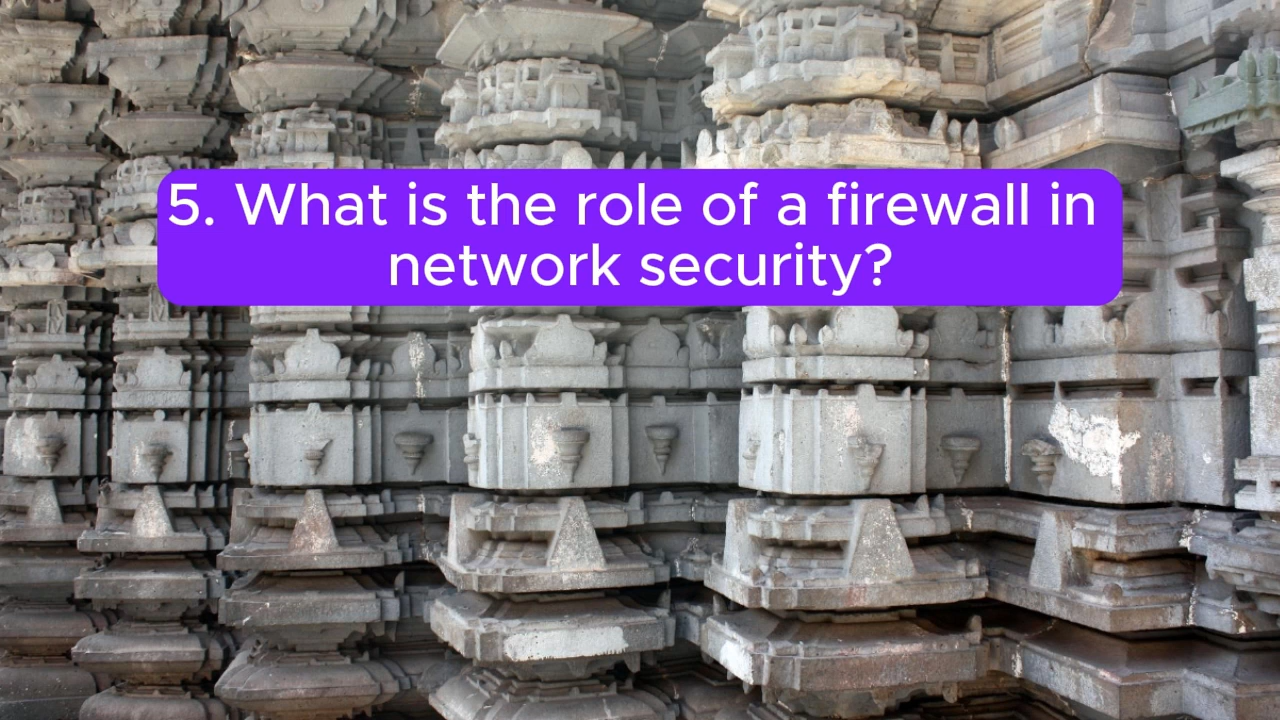 5. What is the role of a firewall in
network security?